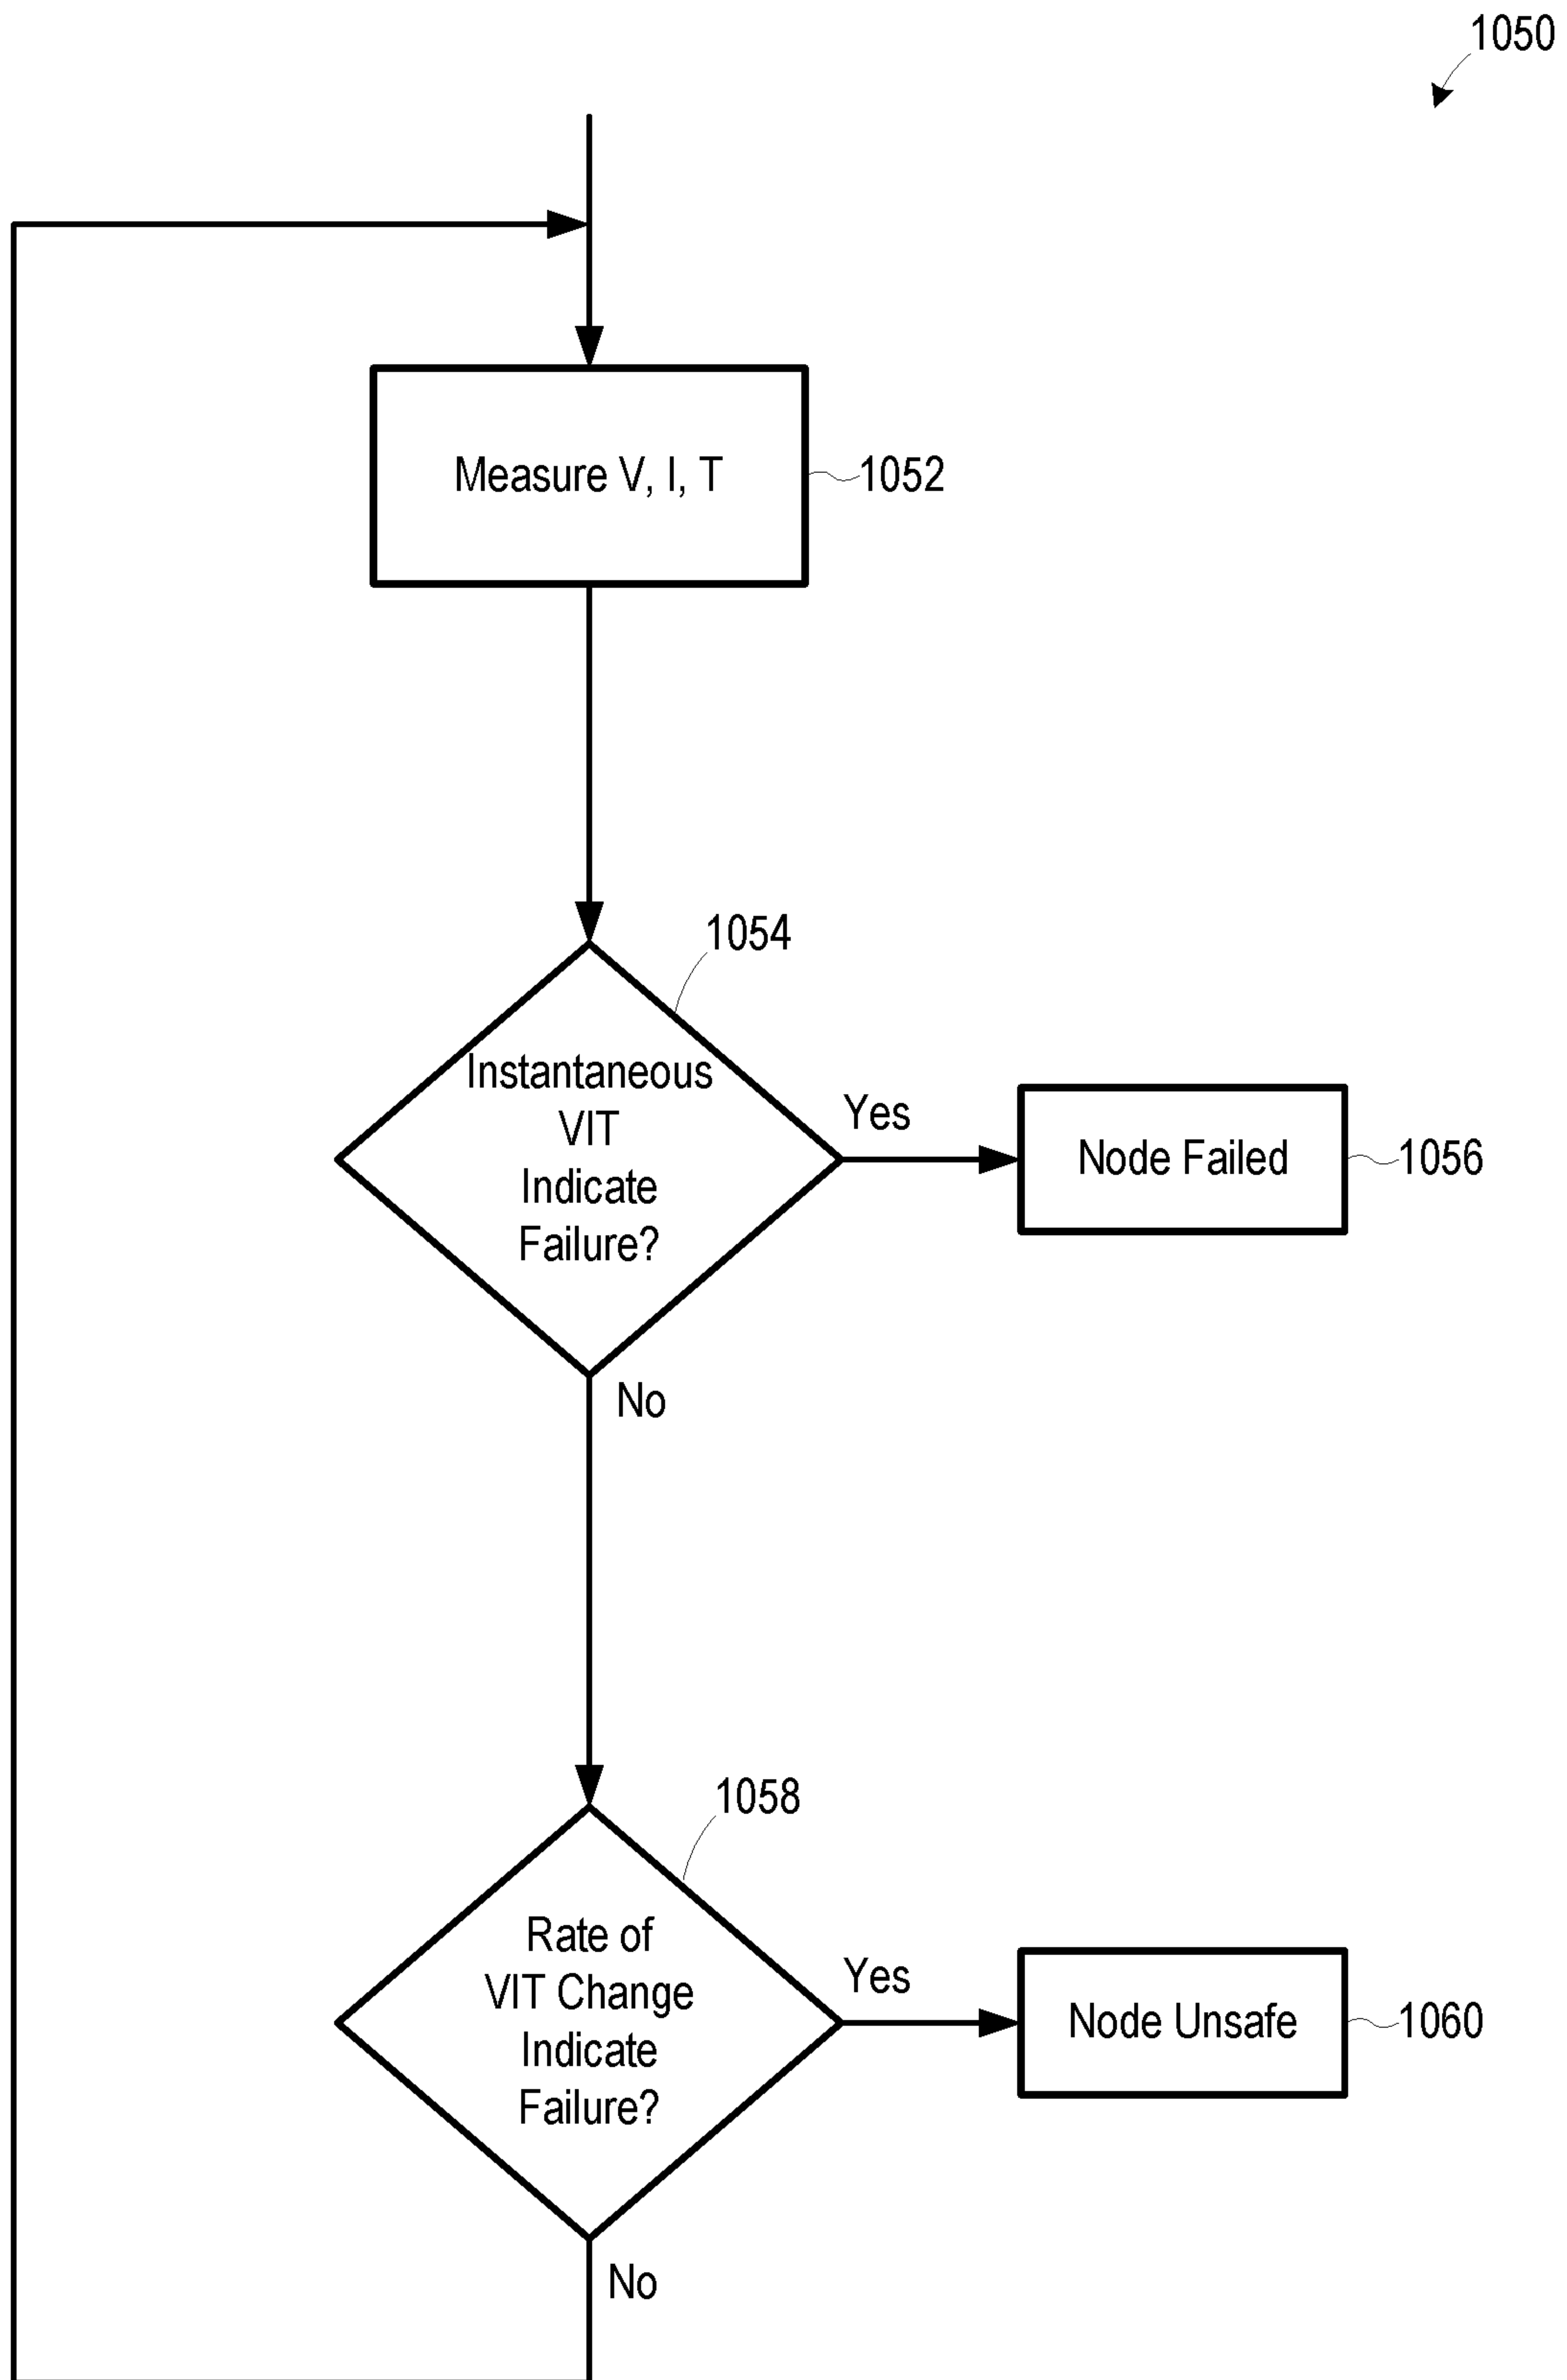 1050
Measure V, I, T
1052
1054
Instantaneous
VIT
Indicate
Failure?
Yes
Node Failed
1056
No
1058
Rate of
VIT Change
Indicate
Failure?
Yes
Node Unsafe
1060
No